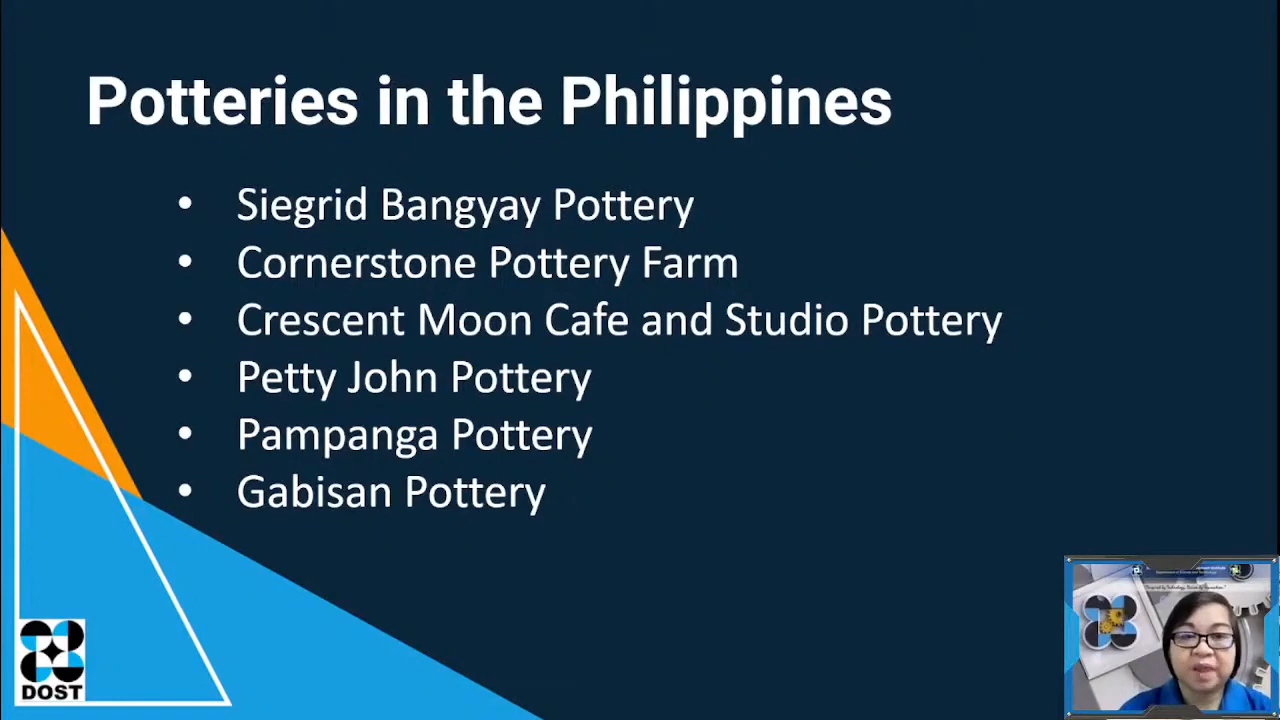 Potteries in the Philippines
• Siegrid Bangyay Pottery
• Cornerstone Pottery Farm
• Crescent Moon Cafe and Studio Pottery
• Petty John Pottery
• Pampanga Pottery
• Gabisan Pottery
DOST